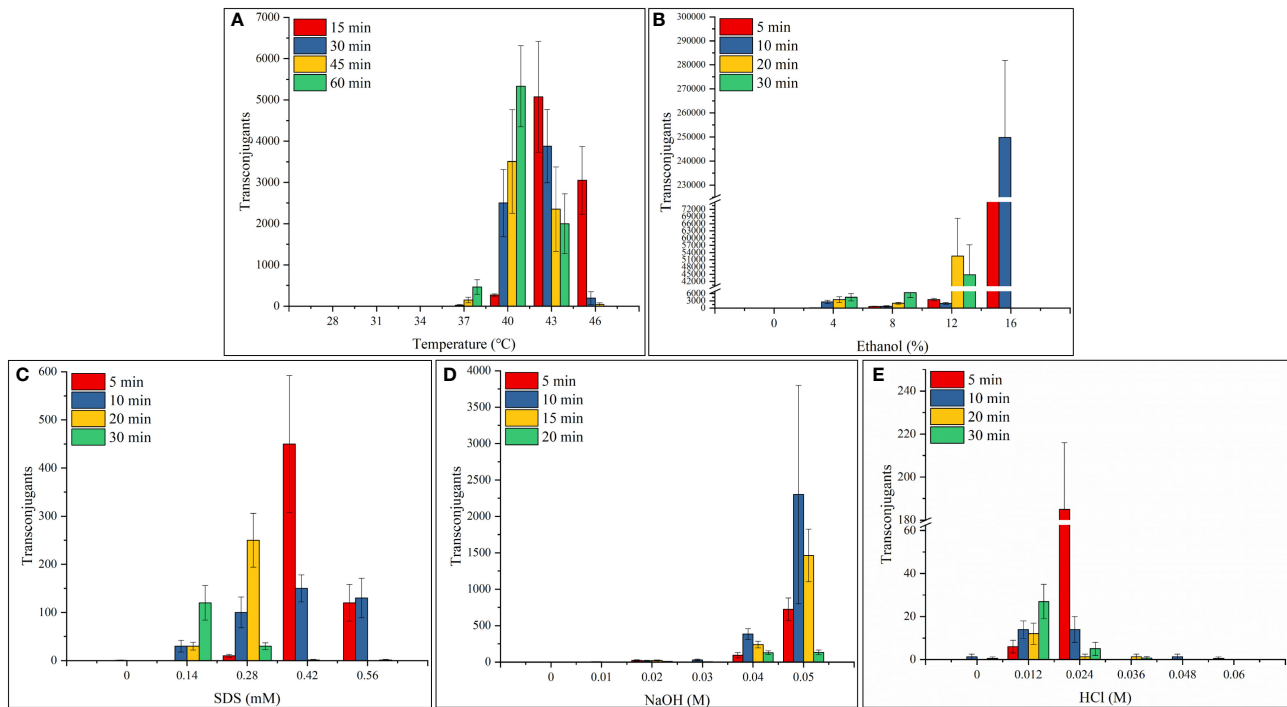 A
15 min
30 min
45 min
60 min
Transconjugants
7000
6000
5000
4000
3000
2000
1000
0
28 31 34 37 40 43 46
Temperature (°C)
B
5 min
10 min
20 min
30 min
Transconjugants
300000
290000
280000
270000
260000
250000
240000
230000
72000
69000
66000
63000
60000
57000
54000
51000
48000
45000
42000
6000
3000
0
0 4 8 12 16
Ethanol (%)
C
5 min
10 min
20 min
30 min
Transconjugants
600
500
400
300
200
100
0
0 0.14 0.28 0.42 0.56
SDS (mM)
D
5 min
10 min
15 min
20 min
Transconjugants
4000
3500
3000
2500
2000
1500
1000
500
0
0 0.01 0.02 0.03 0.04 0.05
NaOH (M)
E
5 min
10 min
20 min
30 min
Transconjugants
240
220
200
180
60
40
20
0
0 0.012 0.024 0.036 0.048 0.06
HCl (M)